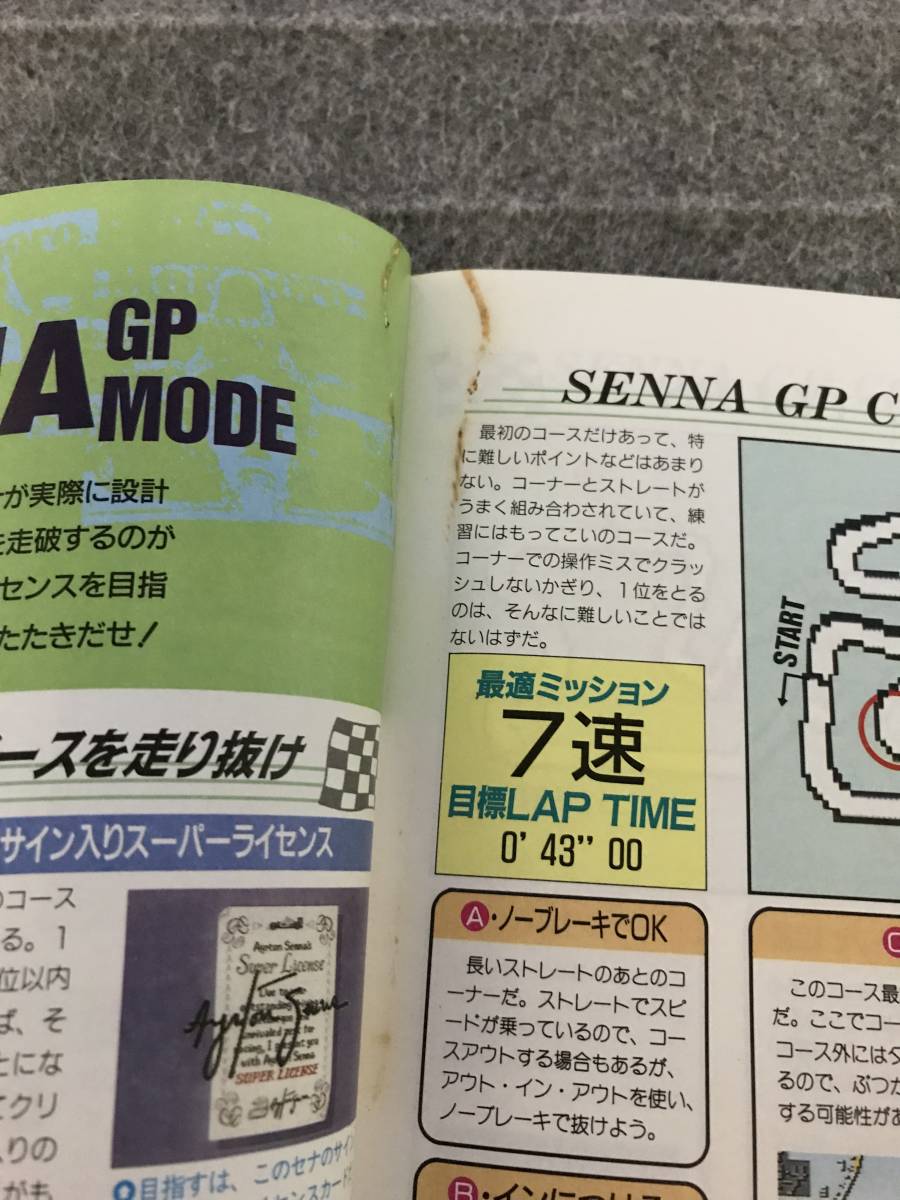 GP
MODE
が実際に設計
を走破するのが
センスを目指
たたきだせ!
ースを走り抜け
サイン入りスーパーライセンス
のコース
る。1
位以内
ば、そ
とにな
てクリ
入りの
がも
Ayrton Senna's
Super License
Due to
with Ayrton Senna
SUPER LICENSE
目指すは、このセナのサイン
SENNA GP C
最初のコースだけあって、特
に難しいポイントなどはあまり
ない。コーナーとストレートが
うまく組み合わされていて、練
習にはもってこいのコースだ。
コーナーでの操作ミスでクラッ
シュしないかぎり、1位をとる
のは、そんなに難しいことでは
ないはずだ。
最適ミッション
7速
目標LAP TIME
0' 43" 00
START
A・ノーブレーキでOK
長いストレートのあとのコ
ーナーだ。ストレートでスピ
ードが乗っているので、コー
スアウトする場合もあるが、
アウト・イン・アウトを使い、
ノーブレーキで抜けよう。
B・インにつける
C
このコース最
だ。ここでコー
コース外には
るので、ぶつか
する可能性があ